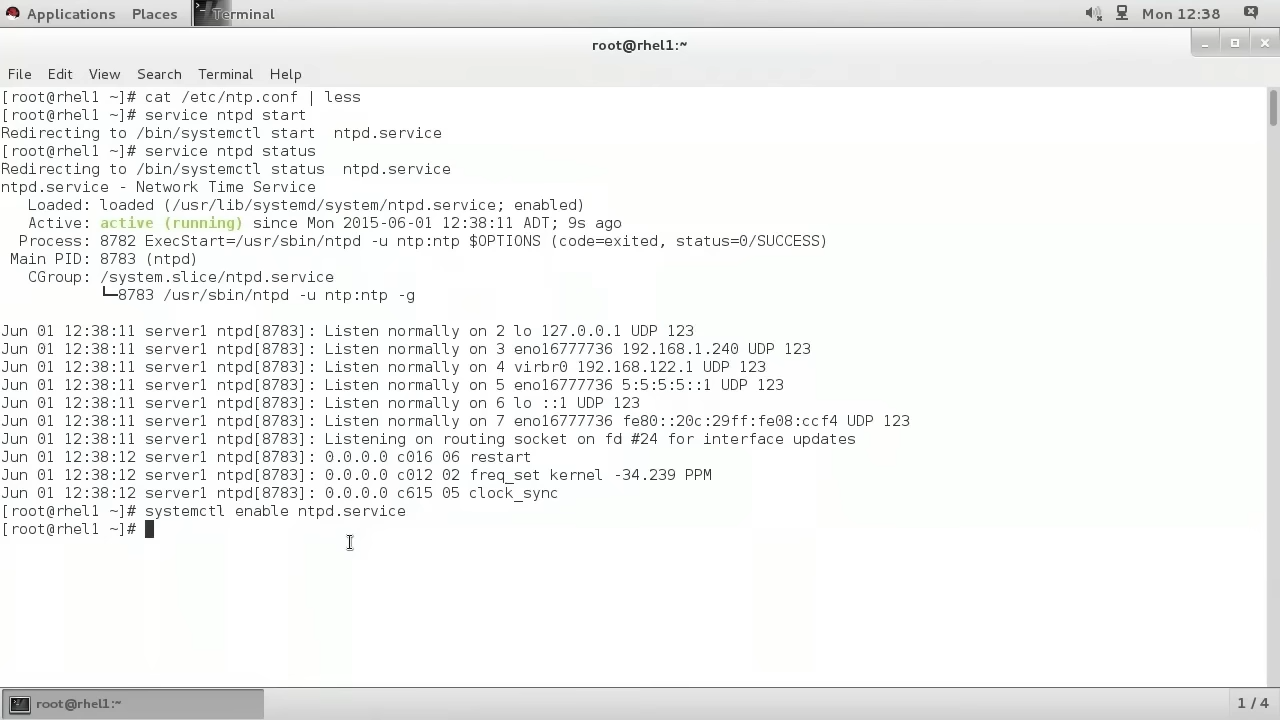 Applications Places Terminal Mon 12:38
root@rhel1:~
File Edit View Search Terminal Help
[root@rhel1 ~]# cat /etc/ntp.conf | less
[root@rhel1 ~]# service ntpd start
Redirecting to /bin/systemctl start  ntpd.service
[root@rhel1 ~]# service ntpd status
Redirecting to /bin/systemctl status  ntpd.service
ntpd.service - Network Time Service
   Loaded: loaded (/usr/lib/systemd/system/ntpd.service; enabled)
   Active: active (running) since Mon 2015-06-01 12:38:11 ADT; 9s ago
  Process: 8782 ExecStart=/usr/sbin/ntpd -u ntp:ntp $OPTIONS (code=exited, status=0/SUCCESS)
 Main PID: 8783 (ntpd)
   CGroup: /system.slice/ntpd.service
           └─8783 /usr/sbin/ntpd -u ntp:ntp -g
Jun 01 12:38:11 server1 ntpd[8783]: Listen normally on 2 lo 127.0.0.1 UDP 123
Jun 01 12:38:11 server1 ntpd[8783]: Listen normally on 3 eno16777736 192.168.1.240 UDP 123
Jun 01 12:38:11 server1 ntpd[8783]: Listen normally on 4 virbr0 192.168.122.1 UDP 123
Jun 01 12:38:11 server1 ntpd[8783]: Listen normally on 5 eno16777736 5:5:5:5::1 UDP 123
Jun 01 12:38:11 server1 ntpd[8783]: Listen normally on 6 lo ::1 UDP 123
Jun 01 12:38:11 server1 ntpd[8783]: Listen normally on 7 eno16777736 fe80::20c:29ff:fe08:ccf4 UDP 123
Jun 01 12:38:11 server1 ntpd[8783]: Listening on routing socket on fd #24 for interface updates
Jun 01 12:38:12 server1 ntpd[8783]: 0.0.0.0 c016 06 restart
Jun 01 12:38:12 server1 ntpd[8783]: 0.0.0.0 c012 02 freq_set kernel -34.239 PPM
Jun 01 12:38:12 server1 ntpd[8783]: 0.0.0.0 c615 05 clock_sync
[root@rhel1 ~]# systemctl enable ntpd.service
[root@rhel1 ~]#
root@rhel1:~ 1 / 4